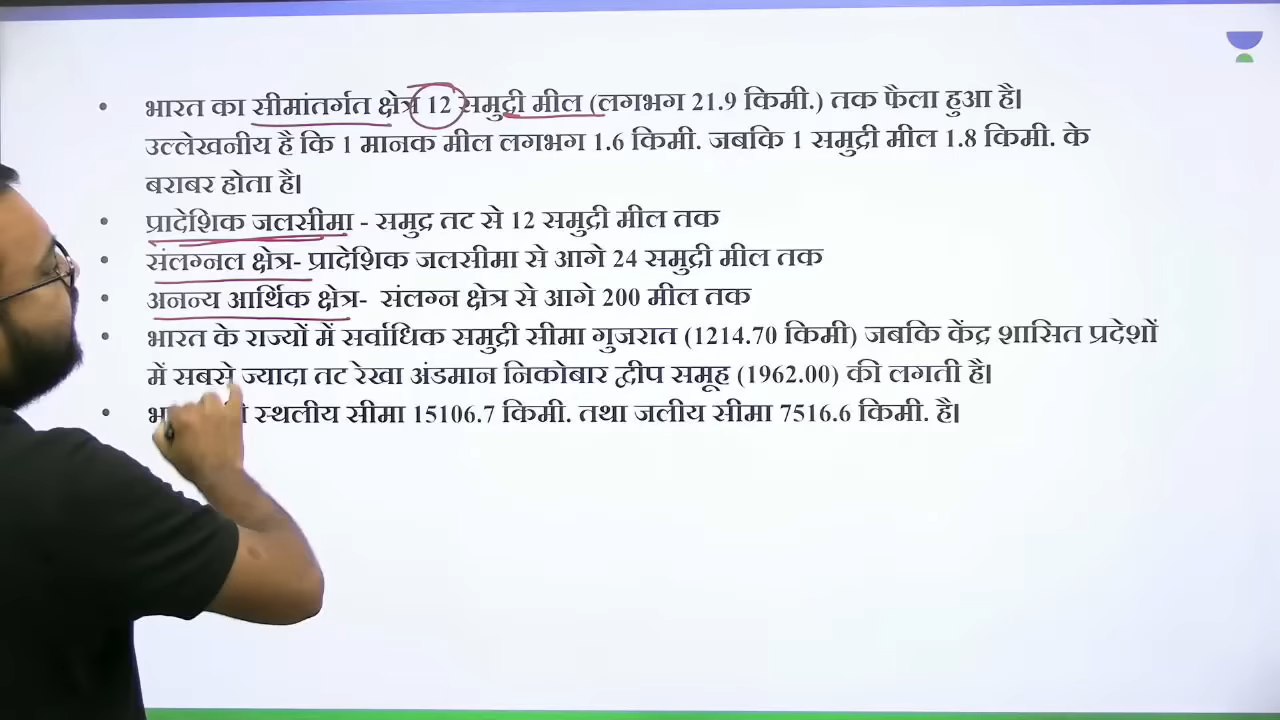 • भारत का सीमांतर्गत क्षेत्र 12 समुद्री मील (लगभग 21.9 किमी.) तक फैला हुआ है।
उल्लेखनीय है कि 1 मानक मील लगभग 1.6 किमी. जबकि 1 समुद्री मील 1.8 किमी. के
बराबर होता है।
• प्रादेशिक जलसीमा - समुद्र तट से 12 समुद्री मील तक
• संलग्नल क्षेत्र- प्रादेशिक जलसीमा से आगे 24 समुद्री मील तक
• अनन्य आर्थिक क्षेत्र- संलग्न क्षेत्र से आगे 200 मील तक
• भारत के राज्यों में सर्वाधिक समुद्री सीमा गुजरात (1214.70 किमी) जबकि केंद्र शासित प्रदेशों
में सबसे ज्यादा तट रेखा अंडमान निकोबार द्वीप समूह (1962.00) की लगती है।
• स्थलीय सीमा 15106.7 किमी. तथा जलीय सीमा 7516.6 किमी. है।